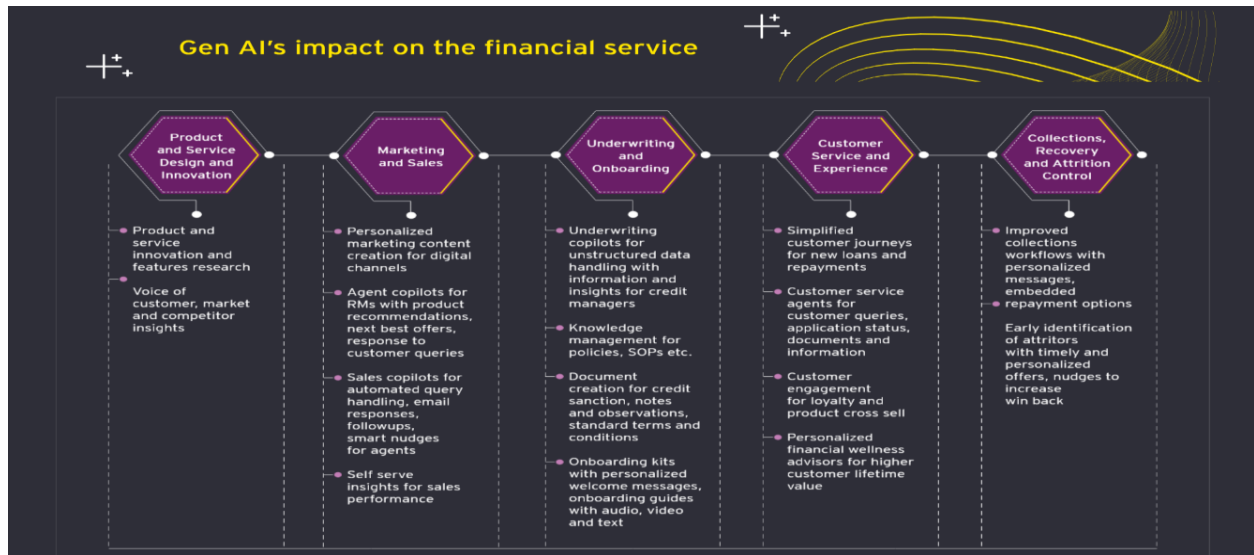 Gen AI's impact on the financial service
Product
and Service
Design and
Innovation
Product and
service
innovation and
features research
Voice of
customer, market
and competitor
insights
Marketing
and Sales
Personalized
marketing content
creation for digital
channels
Agent copilots for
RMs with product
recommendations,
next best offers,
response to
customer queries
Sales copilots for
automated query
handling, email
responses,
followups,
smart nudges
for agents
Self serve
insights for sales
performance
Underwriting
and
Onboarding
Underwriting
copilots for
unstructured data
handling with
information and
insights for credit
managers
Knowledge
management for
policies, SOPs etc.
Document
creation for credit
sanction, notes
and observations,
standard terms and
conditions
Onboarding kits
with personalized
welcome messages,
onboarding guides
with audio, video
and text
Customer
Service and
Experience
Simplified
customer journeys
for new loans and
repayments
Customer service
agents for
customer queries,
application status,
documents and
information
Customer
engagement
for loyalty and
product cross sell
Personalized
financial wellness
advisors for higher
customer lifetime
value
Collections,
Recovery
and Attrition
Control
Improved
collections
workflows with
personalized
messages,
embedded
repayment options
Early identification
of attritors
with timely and
personalized
offers, nudges to
increase
win back